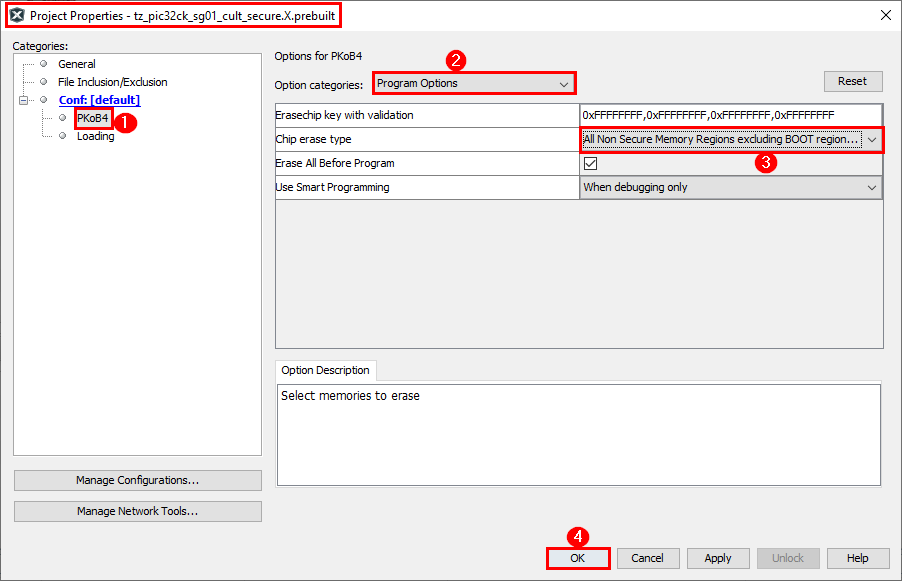 Project Properties - tz_pic32ck_sg01_cult_secure.X.prebuilt
Categories:
General
File Inclusion/Exclusion
Conf: [default]
PKoB4
1
Loading
Manage Configurations...
Manage Network Tools...
Options for PKoB4
2
Option categories:
Program Options
Reset
Erasechip key with validation
0xFFFFFFFF,0xFFFFFFFF,0xFFFFFFFF,0xFFFFFFFF
Chip erase type
All Non Secure Memory Regions excluding BOOT region...
3
Erase All Before Program
Use Smart Programming
When debugging only
Option Description
Select memories to erase
4
OK
Cancel
Apply
Unlock
Help